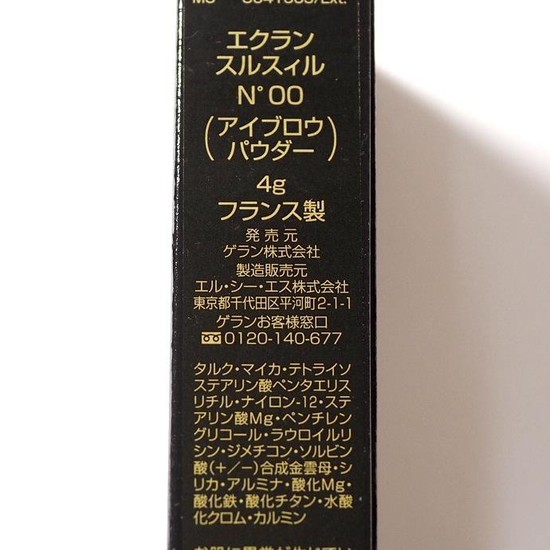 エクラン
スルスィル
N°00
(アイブロウ
パウダー)
4g
フランス製
発売元
ゲラン株式会社
製造販売元
エル・シー・エス株式会社
東京都千代田区平河町2-1-1
ゲランお客様窓口
0120-140-677
タルク・マイカ・テトライソ
ステアリン酸ペンタエリス
リチル・ナイロン-12・ステ
アリン酸Mg・ペンチレン
グリコール・ラウロイルリ
シン・ジメチコン・ソルビン
酸(+/−)合成金雲母・シ
リカ・アルミナ・酸化Mg・
酸化鉄・酸化チタン・水酸
化クロム・カルミン